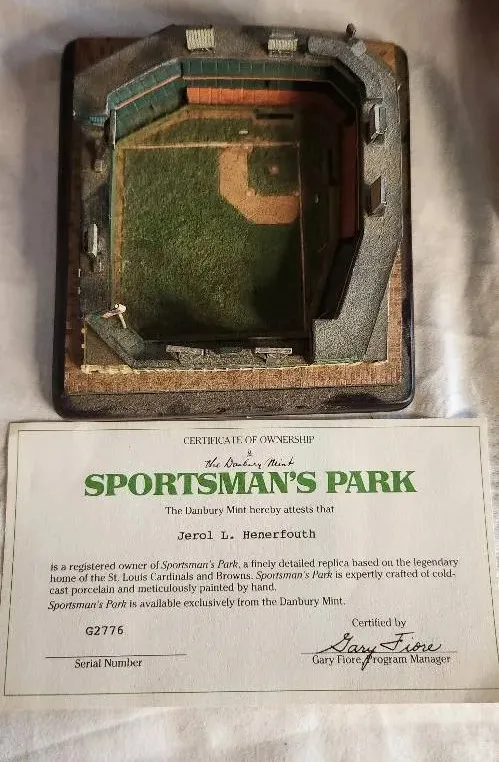 CERTIFICATE OF OWNERSHIP
The Danbury Mint
SPORTSMAN'S PARK
The Danbury Mint hereby attests that
Jerol L. Henerfouth
is a registered owner of Sportsman's Park, a finely detailed replica based on the legendary
home of the St. Louis Cardinals and Browns. Sportsman's Park is expertly crafted of cold-
cast porcelain and meticulously painted by hand.
Sportsman's Park is available exclusively from the Danbury Mint.
G2776
Serial Number
Certified by
Gary Fiore
Gary Fiore, Program Manager